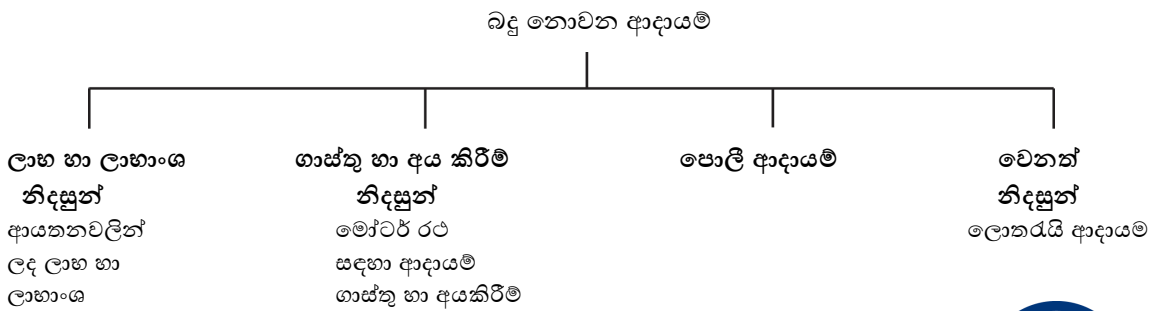 බදු නොවන ආදායම්
ලාභ හා ලාභාංශ
නිදසුන්
ආයතනවලින්
ලද ලාභ හා
ලාභාංශ
ගාස්තු හා අය කිරීම්
නිදසුන්
මෝටර් රථ
සඳහා ආදායම්
ගාස්තු හා අයකිරීම්
පොලී ආදායම්
වෙනත්
නිදසුන්
ලොතරැයි ආදායම